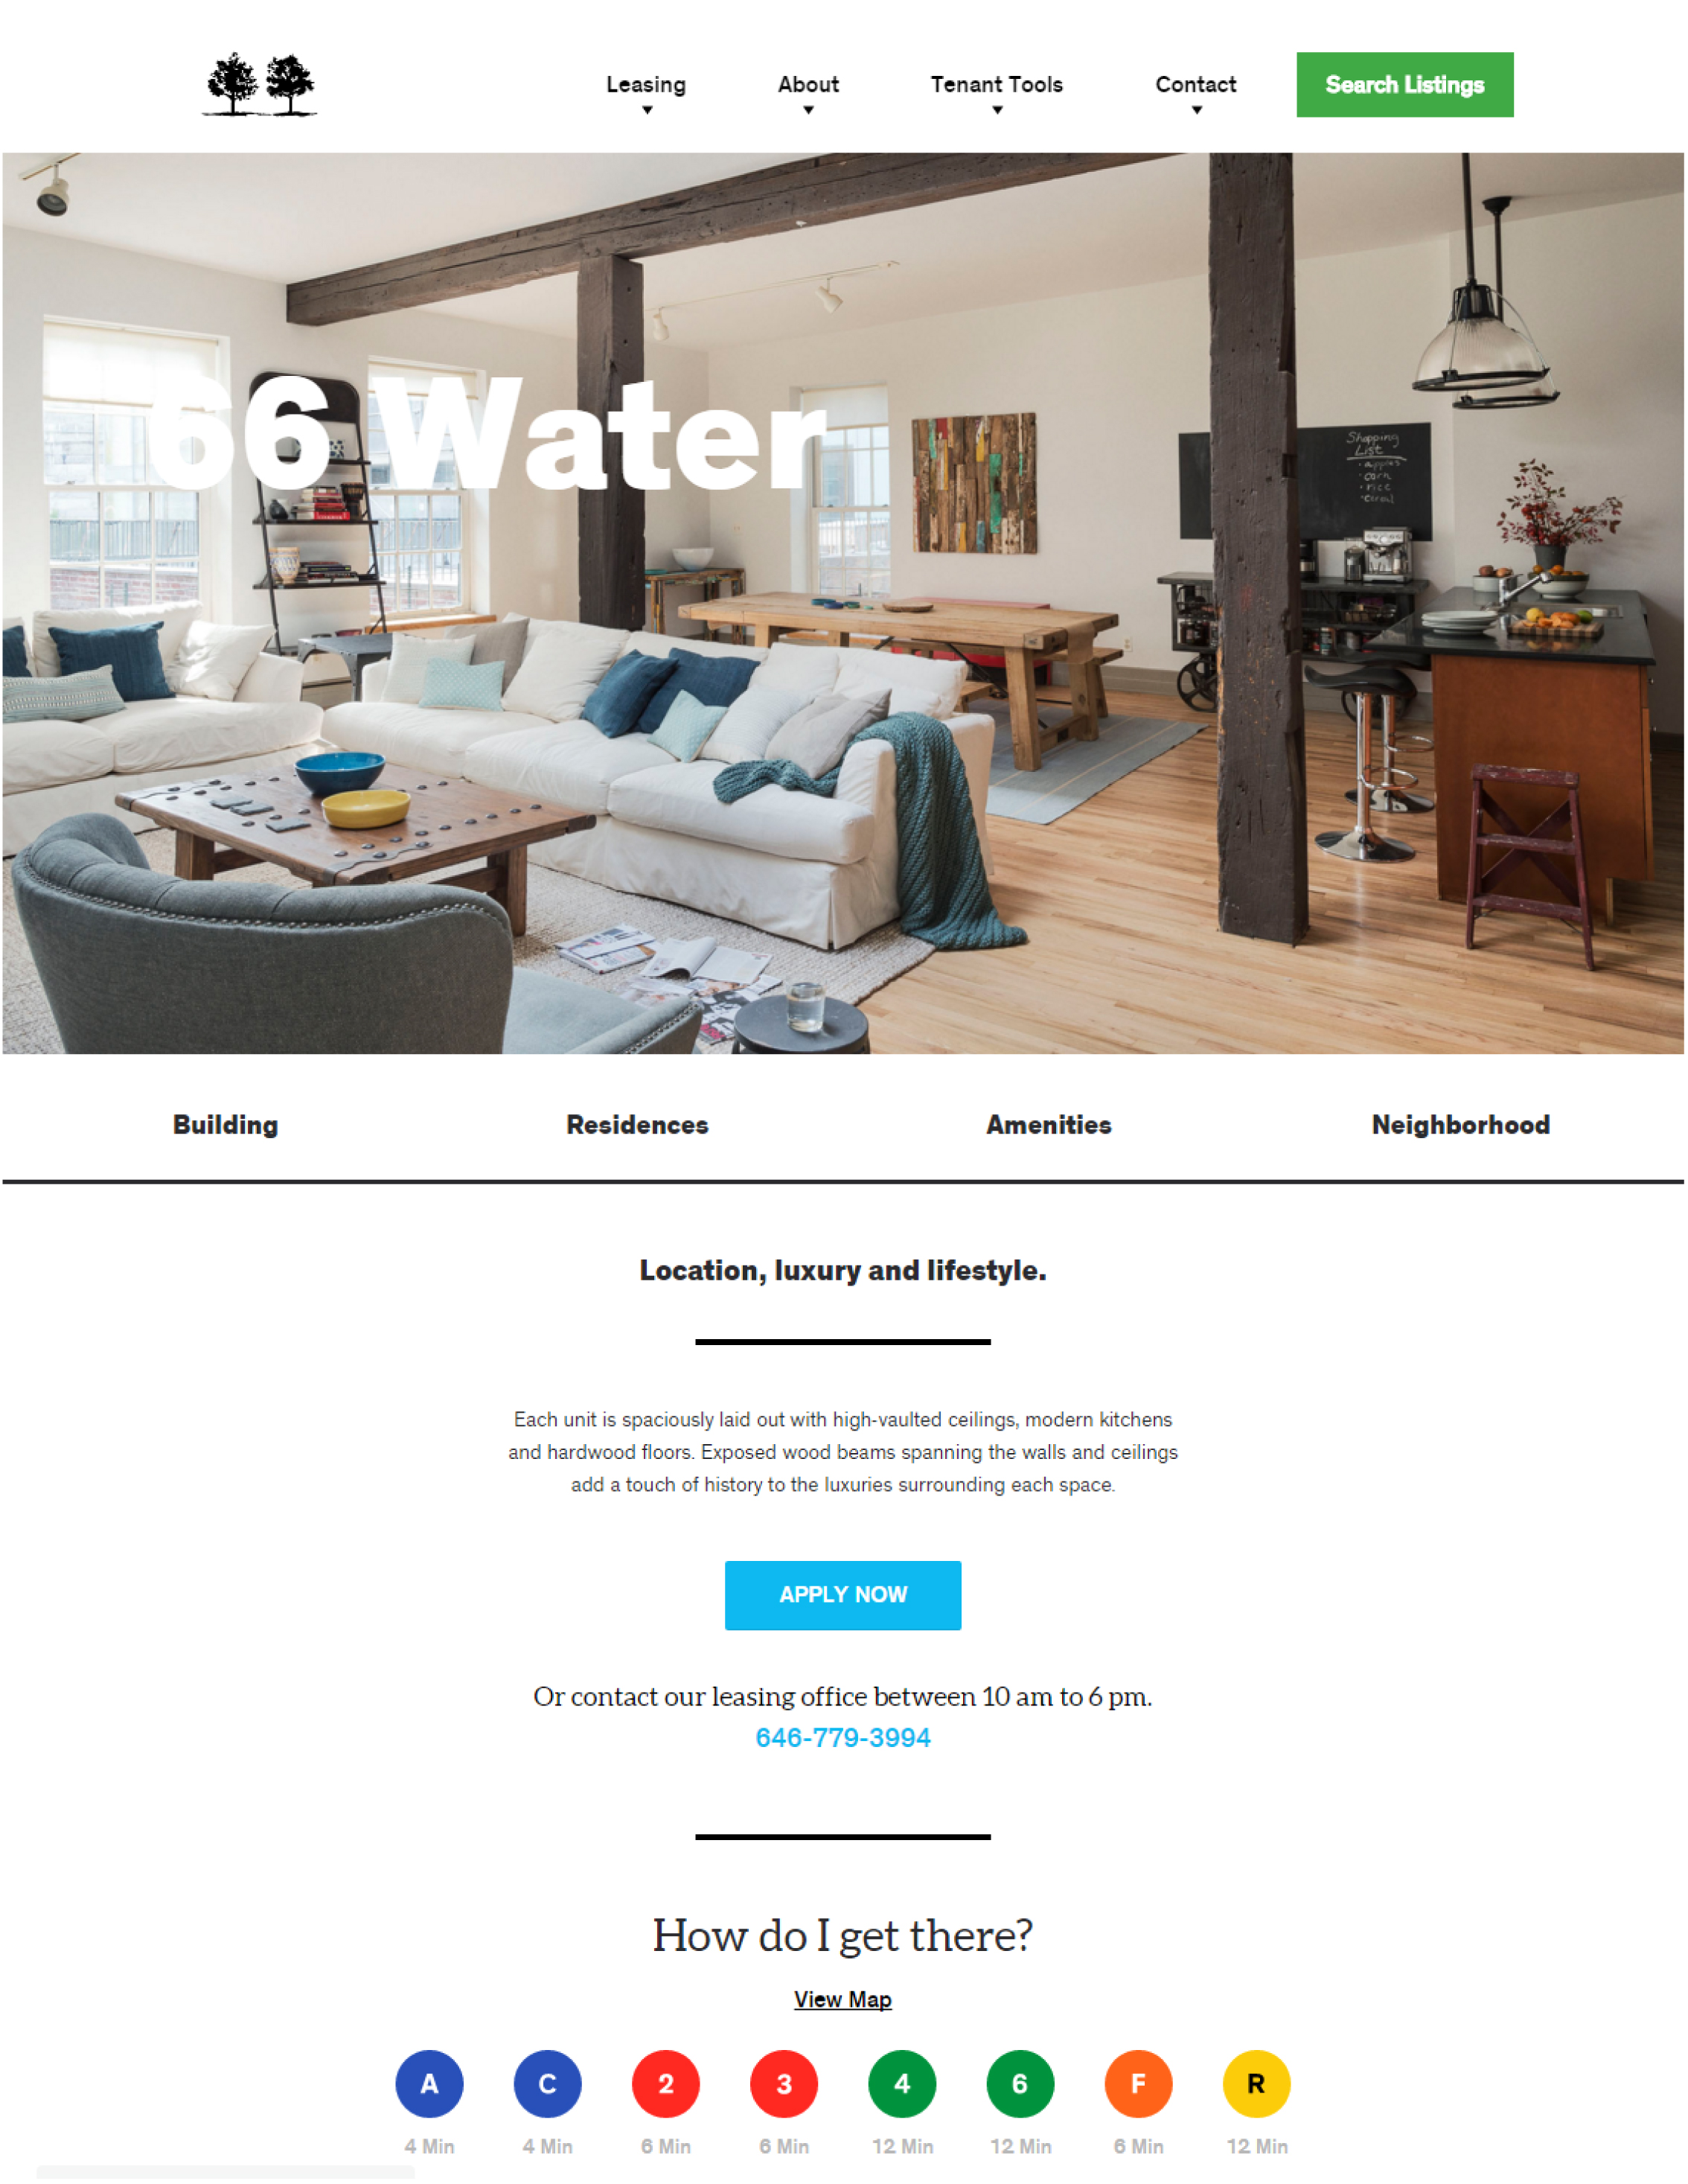 Leasing
About
Tenant Tools
Contact
Search Listings
66 Water
Shopping
List
· apples
· corn
· rice
· cereal
Building
Residences
Amenities
Neighborhood
Location, luxury and lifestyle.
Each unit is spaciously laid out with high-vaulted ceilings, modern kitchens
and hardwood floors. Exposed wood beams spanning the walls and ceilings
add a touch of history to the luxuries surrounding each space.
APPLY NOW
Or contact our leasing office between 10 am to 6 pm.
646-779-3994
How do I get there?
View Map
A C 2 3 4 6 F R
4 Min 4 Min 6 Min 6 Min 12 Min 12 Min 6 Min 12 Min